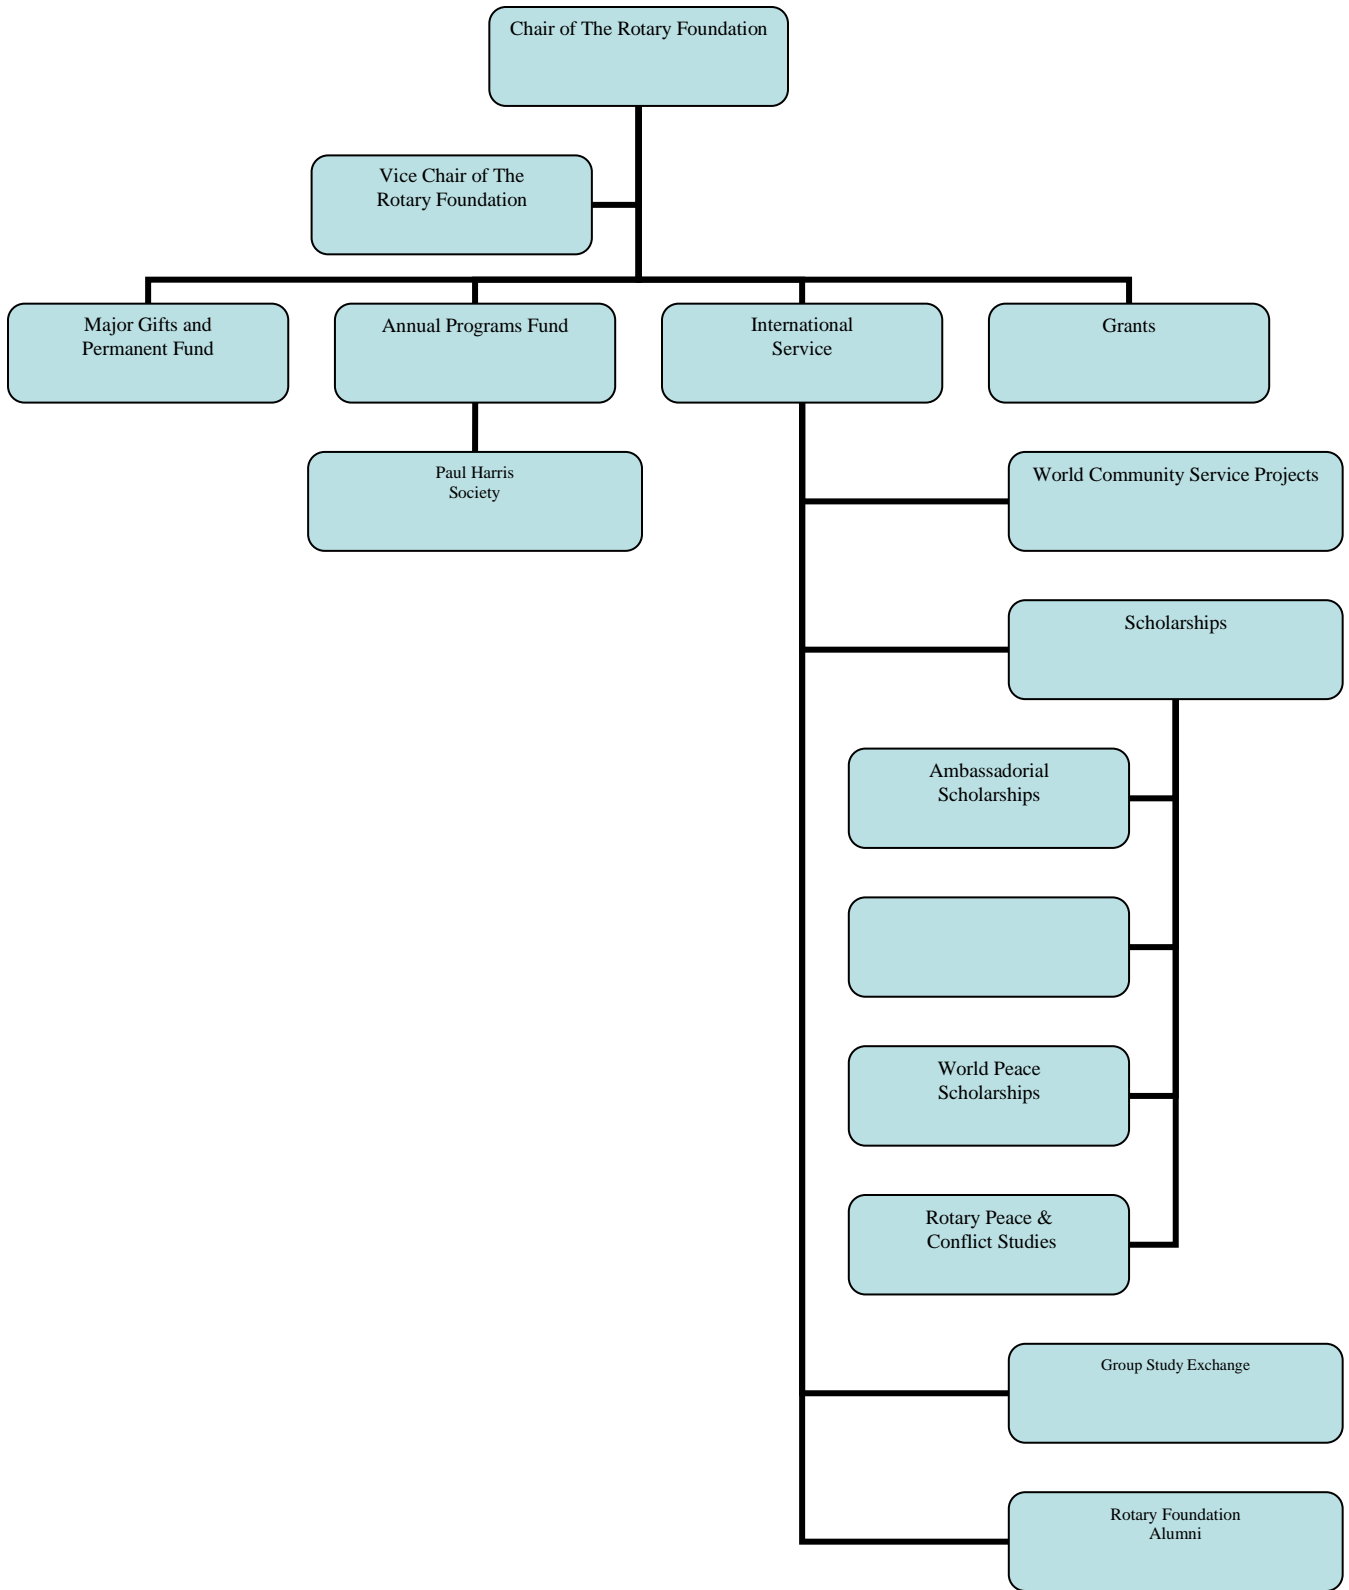 Chair of The Rotary Foundation
Vice Chair of The
Rotary Foundation
Major Gifts and
Permanent Fund
Annual Programs Fund
International
Service
Grants
Paul Harris
Society
World Community Service Projects
Scholarships
Ambassadorial
Scholarships
World Peace
Scholarships
Rotary Peace &
Conflict Studies
Group Study Exchange
Rotary Foundation
Alumni